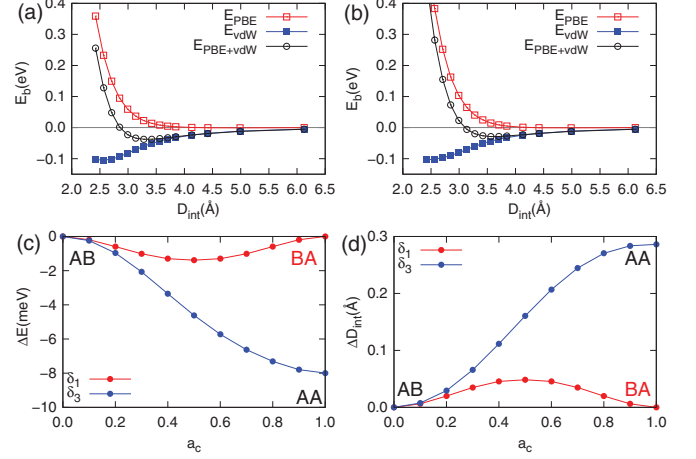 (a)
E_PBE
E_vdW
E_PBE+vdW
E_b(eV)
0.4
0.3
0.2
0.1
0.0
−0.1
2.0 2.5 3.0 3.5 4.0 4.5 5.0 5.5 6.0 6.5
D_int(Å)
(b)
E_PBE
E_vdW
E_PBE+vdW
E_b(eV)
0.4
0.3
0.2
0.1
0.0
−0.1
2.0 2.5 3.0 3.5 4.0 4.5 5.0 5.5 6.0 6.5
D_int(Å)
(c)
AB
BA
AA
δ_1
δ_3
ΔE(meV)
0
−2
−4
−6
−8
−10
0.0 0.2 0.4 0.6 0.8 1.0
a_c
(d)
δ_1
δ_3
AA
AB
BA
ΔD_int(Å)
0.3
0.2
0.1
0.0
0.0 0.2 0.4 0.6 0.8 1.0
a_c